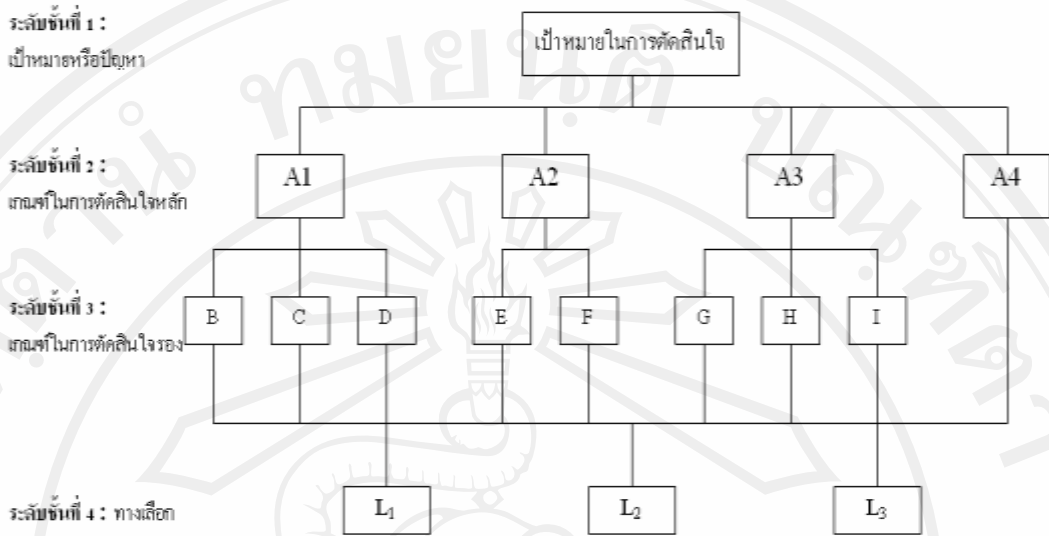 ระดับชั้นที่ 1 :
เป้าหมายหรือปัญหา
เป้าหมายในการตัดสินใจ
ระดับชั้นที่ 2 :
เกณฑ์ในการตัดสินใจหลัก
A1 A2 A3 A4
ระดับชั้นที่ 3 :
เกณฑ์ในการตัดสินใจรอง
B C D E F G H I
ระดับชั้นที่ 4 : ทางเลือก
L₁ L₂ L₃